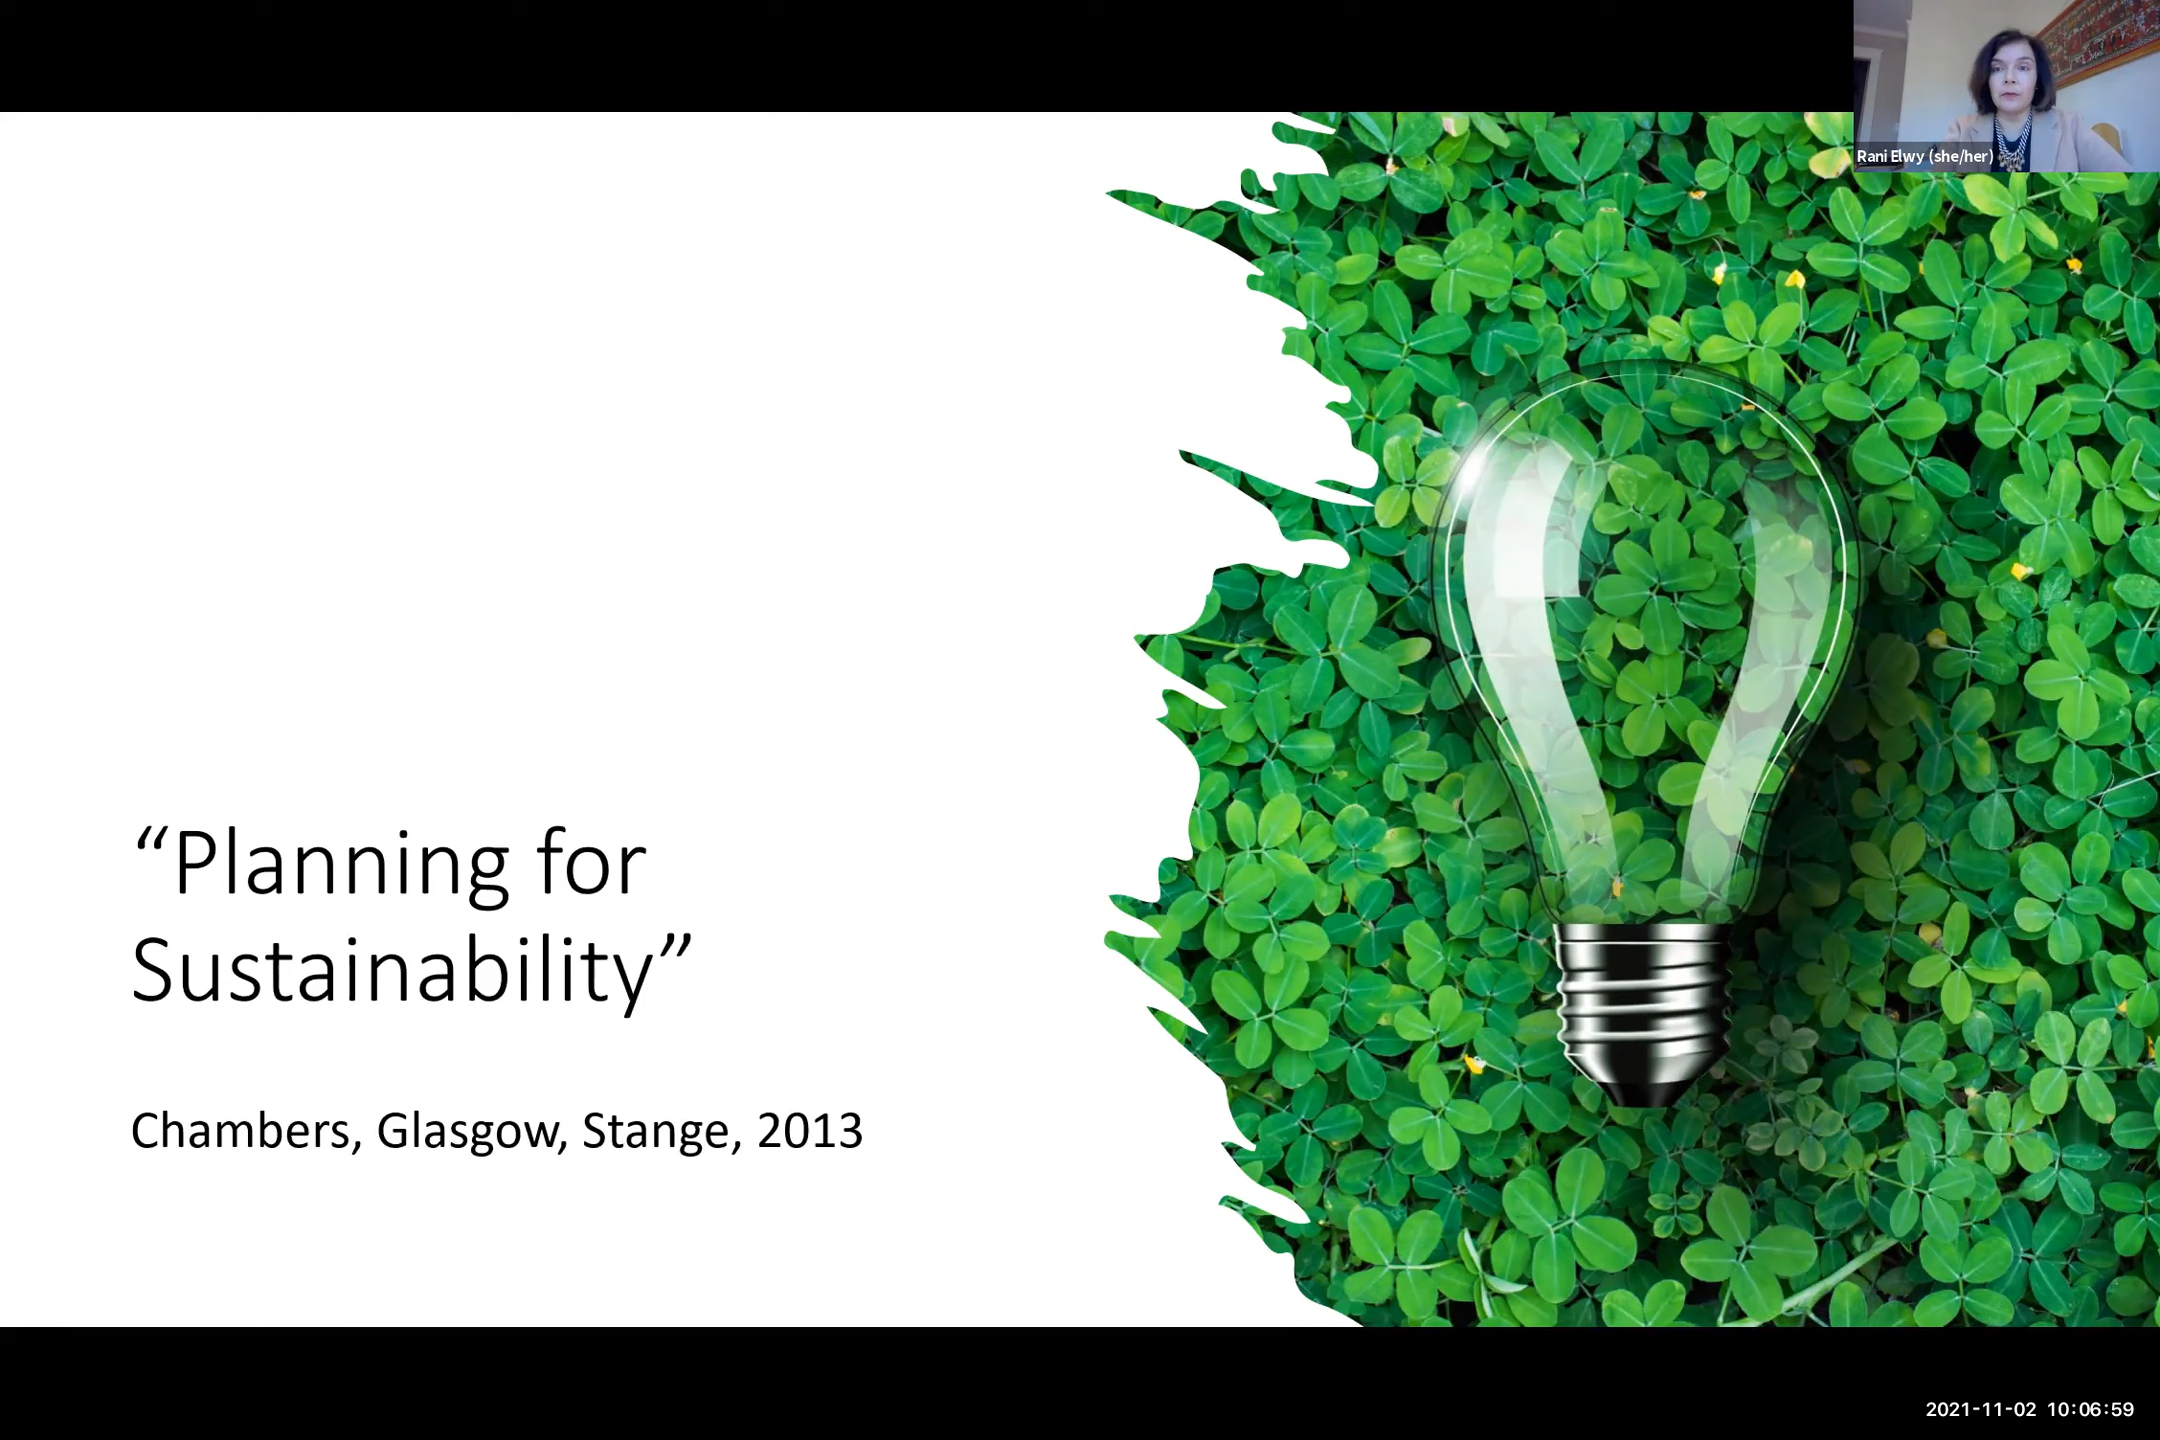 Rani Elwy (she/her)
“Planning for
Sustainability”
Chambers, Glasgow, Stange, 2013
2021-11-02 10:06:59